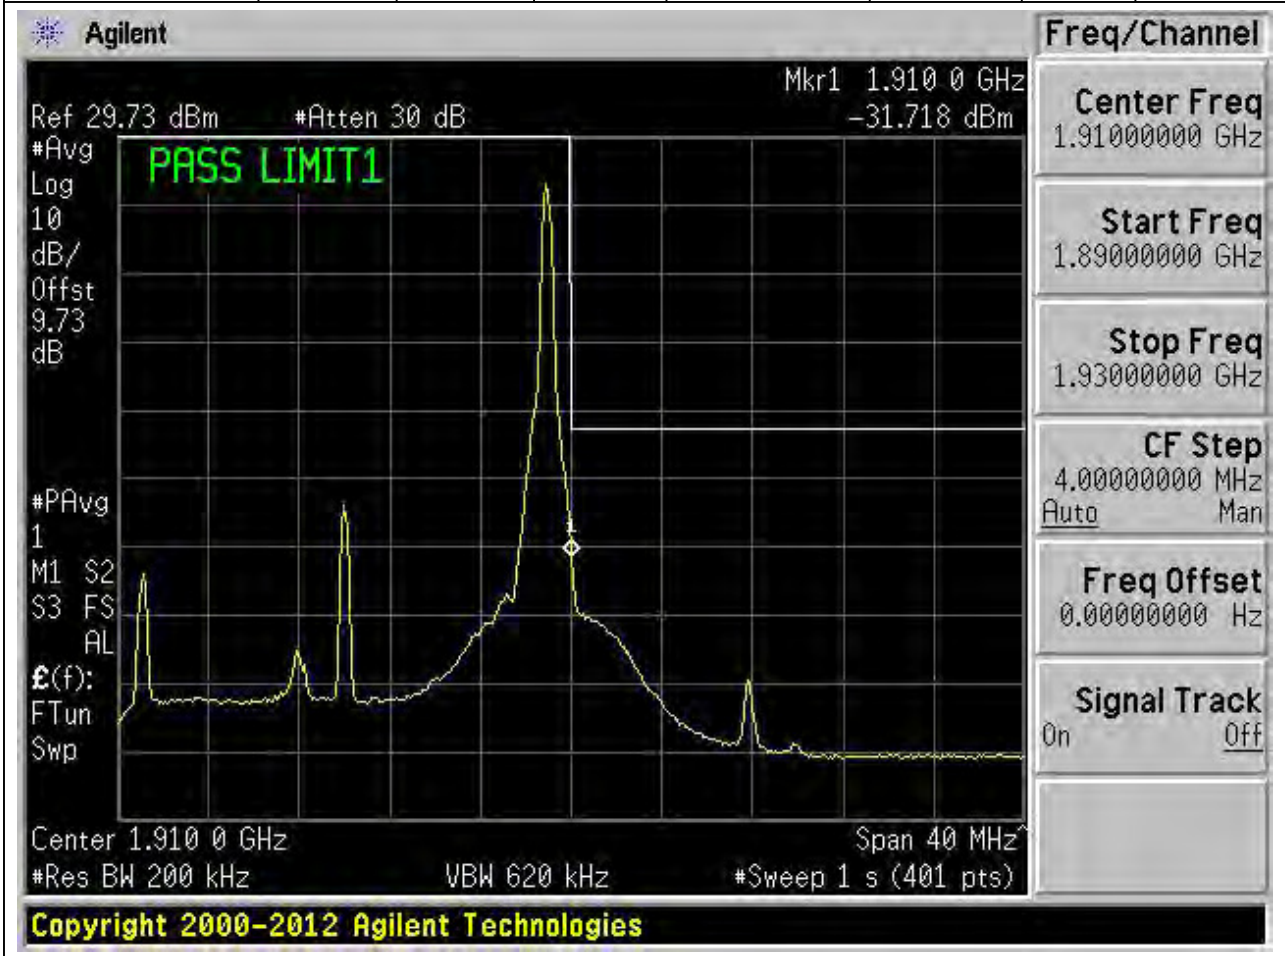 Agilent
Freq/Channel
Mkr1 1.910 0 GHz
Ref 29.73 dBm #Atten 30 dB -31.718 dBm
#Avg
Log
10
dB/
Offst
9.73
dB
PASS LIMIT1
#PAvg
1
M1 S2
S3 FS
AL
£(f):
FTun
Swp
1
Center 1.910 0 GHz Span 40 MHz^
#Res BW 200 kHz VBW 620 kHz #Sweep 1 s (401 pts)
Copyright 2000-2012 Agilent Technologies
Center Freq
1.91000000 GHz
Start Freq
1.89000000 GHz
Stop Freq
1.93000000 GHz
CF Step
4.00000000 MHz
Auto Man
Freq Offset
0.00000000 Hz
Signal Track
On Off